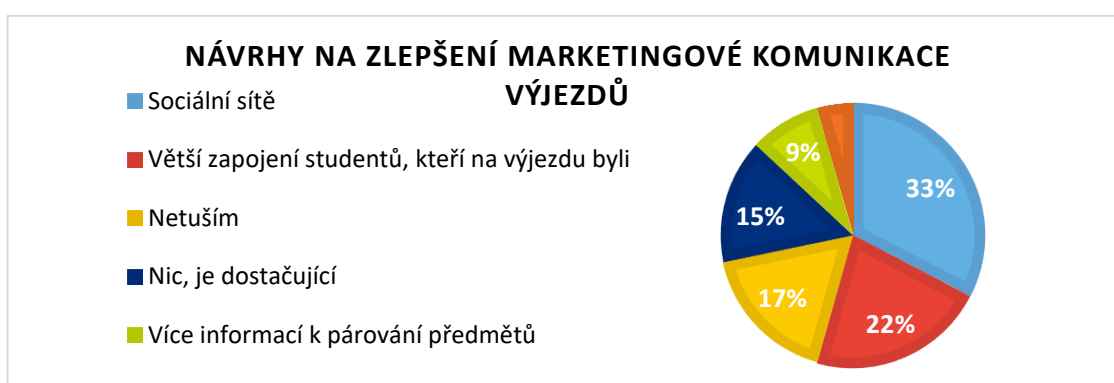 NÁVRHY NA ZLEPŠENÍ MARKETINGOVÉ KOMUNIKACE
VÝJEZDŮ
Sociální sítě
Větší zapojení studentů, kteří na výjezdu byli
Netuším
Nic, je dostačující
Více informací k párování předmětů
9%
33%
15%
17%
22%